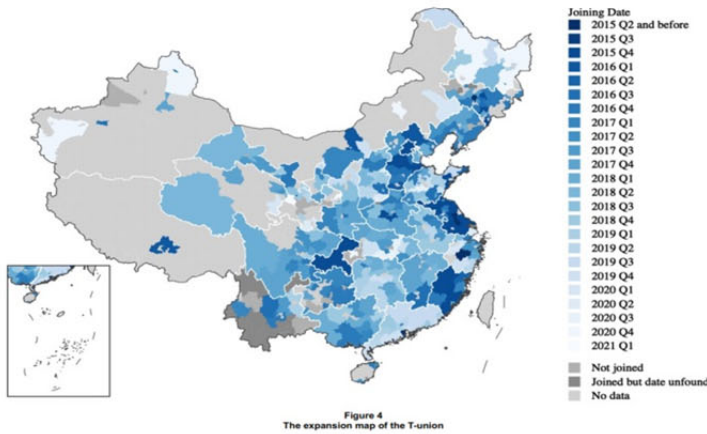 Joining Date
2015 Q2 and before
2015 Q3
2015 Q4
2016 Q1
2016 Q2
2016 Q3
2016 Q4
2017 Q1
2017 Q2
2017 Q3
2017 Q4
2018 Q1
2018 Q2
2018 Q3
2018 Q4
2019 Q1
2019 Q2
2019 Q3
2019 Q4
2020 Q1
2020 Q2
2020 Q3
2020 Q4
2021 Q1
Not joined
Joined but date unfound
No data
Figure 4
The expansion map of the T-union